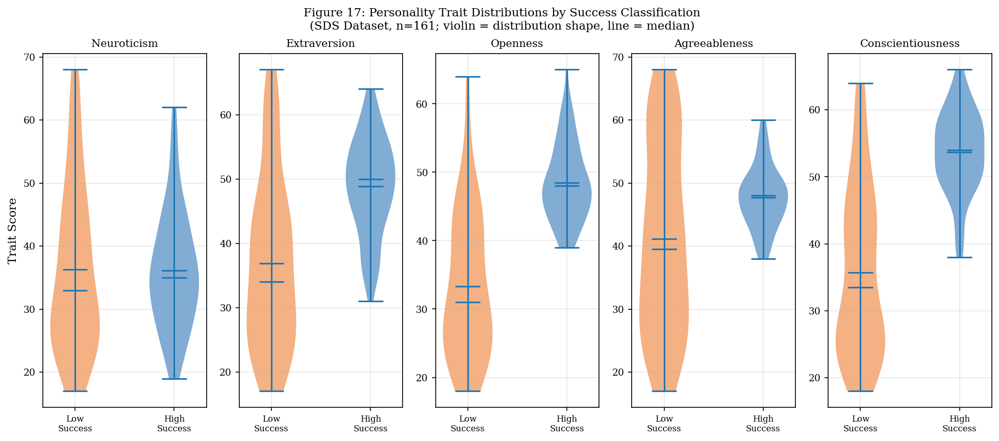 Figure 17: Personality Trait Distributions by Success Classification
(SDS Dataset, n=161; violin = distribution shape, line = median)
Neuroticism
Extraversion
Openness
Agreeableness
Conscientiousness
Trait Score
70
60
50
40
30
20
60
50
40
30
20
60
50
40
30
20
70
60
50
40
30
20
60
50
40
30
20
Low
Success
High
Success
Low
Success
High
Success
Low
Success
High
Success
Low
Success
High
Success
Low
Success
High
Success